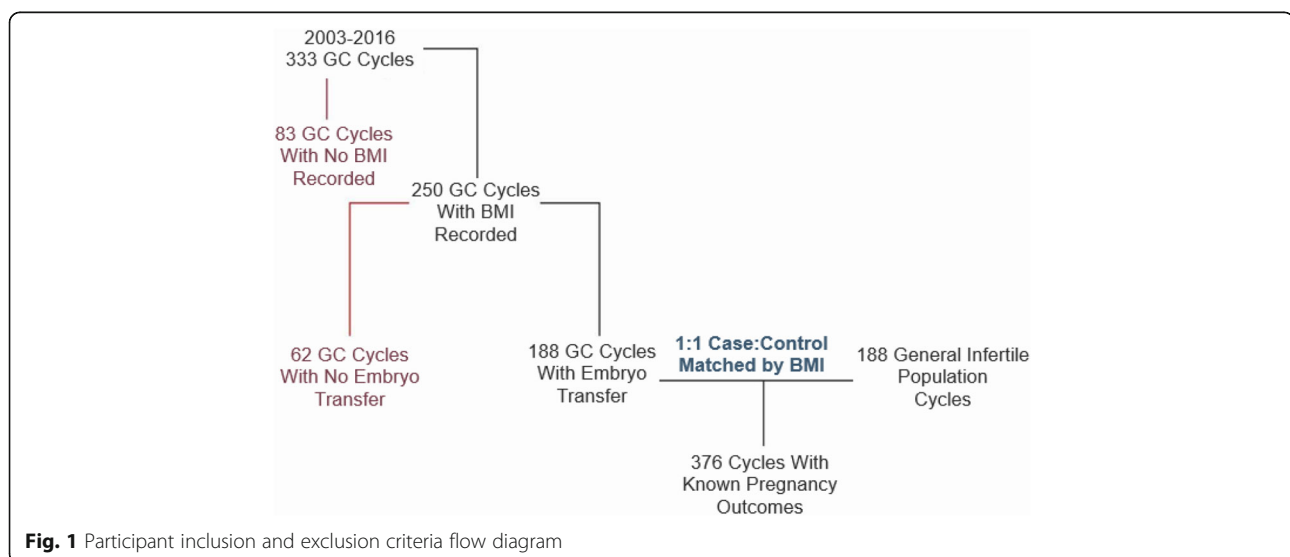 2003-2016
333 GC Cycles
83 GC Cycles
With No BMI
Recorded
250 GC Cycles
With BMI
Recorded
62 GC Cycles
With No Embryo
Transfer
188 GC Cycles
With Embryo
Transfer
1:1 Case:Control
Matched by BMI
188 General Infertile
Population
Cycles
376 Cycles With
Known Pregnancy
Outcomes
Fig. 1 Participant inclusion and exclusion criteria flow diagram